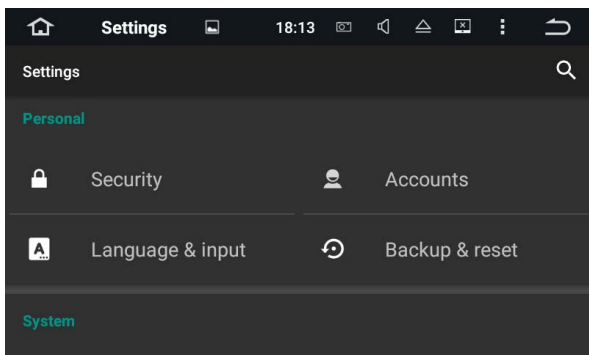 Settings 18:13
Settings
Personal
Security Accounts
Language & input Backup & reset
System